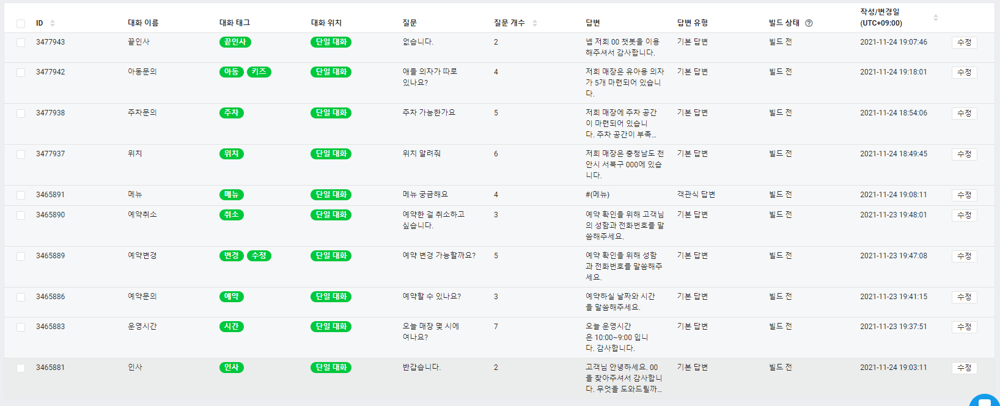 ID 대화 이름 대화 태그 대화 위치 질문 질문 개수 답변 답변 유형 빌드 상태 작성/변경일
(UTC+09:00)
3477943 끝인사 끝인사 단일 대화 없습니다. 2 넵 저희 00 챗봇을 이용 기본 답변 빌드 전 2021-11-24 19:07:46 수정
해주셔서 감사합니다.
3477942 아동문의 아동 키즈 단일 대화 애들 의자가 따로 4 저희 매장은 유아용 의자 기본 답변 빌드 전 2021-11-24 19:18:01 수정
있나요? 가 5개 마련되어 있습니
다.
3477938 주차문의 주차 단일 대화 주차 가능한가요 5 저희 매장에 주차 공간 기본 답변 빌드 전 2021-11-24 18:54:06 수정
이 마련되어 있습니
다. 주차 공간이 부족...
3477937 위치 위치 단일 대화 위치 알려줘 6 저희 매장은 충청남도 천 기본 답변 빌드 전 2021-11-24 18:49:45 수정
안시 서북구 000에 있습
니다.
3465891 메뉴 메뉴 단일 대화 메뉴 궁금해요 4 #{메뉴} 객관식 답변 빌드 전 2021-11-24 19:08:11 수정
3465890 예약취소 취소 단일 대화 예약한 걸 취소하고 3 예약 확인을 위해 고객님 기본 답변 빌드 전 2021-11-23 19:48:01 수정
싶습니다. 의 성함과 전화번호를 말
씀해주세요.
3465889 예약변경 변경 수정 단일 대화 예약 변경 가능할까요? 5 예약 확인을 위해 성함 기본 답변 빌드 전 2021-11-23 19:47:08 수정
과 전화번호를 말씀해주
세요.
3465886 예약문의 예약 단일 대화 예약할 수 있나요? 3 예약하실 날짜와 시간 기본 답변 빌드 전 2021-11-23 19:41:15 수정
을 말씀해주세요.
3465883 운영시간 시간 단일 대화 오늘 매장 몇 시에 7 오늘 운영시간 기본 답변 빌드 전 2021-11-23 19:37:51 수정
여나요? 은 10:00~9:00 입니
다. 감사합니다.
3465881 인사 인사 단일 대화 반갑습니다. 2 고객님 안녕하세요. 00 기본 답변 빌드 전 2021-11-24 19:03:11 수정
을 찾아주셔서 감사합니
다. 무엇을 도와드릴까...